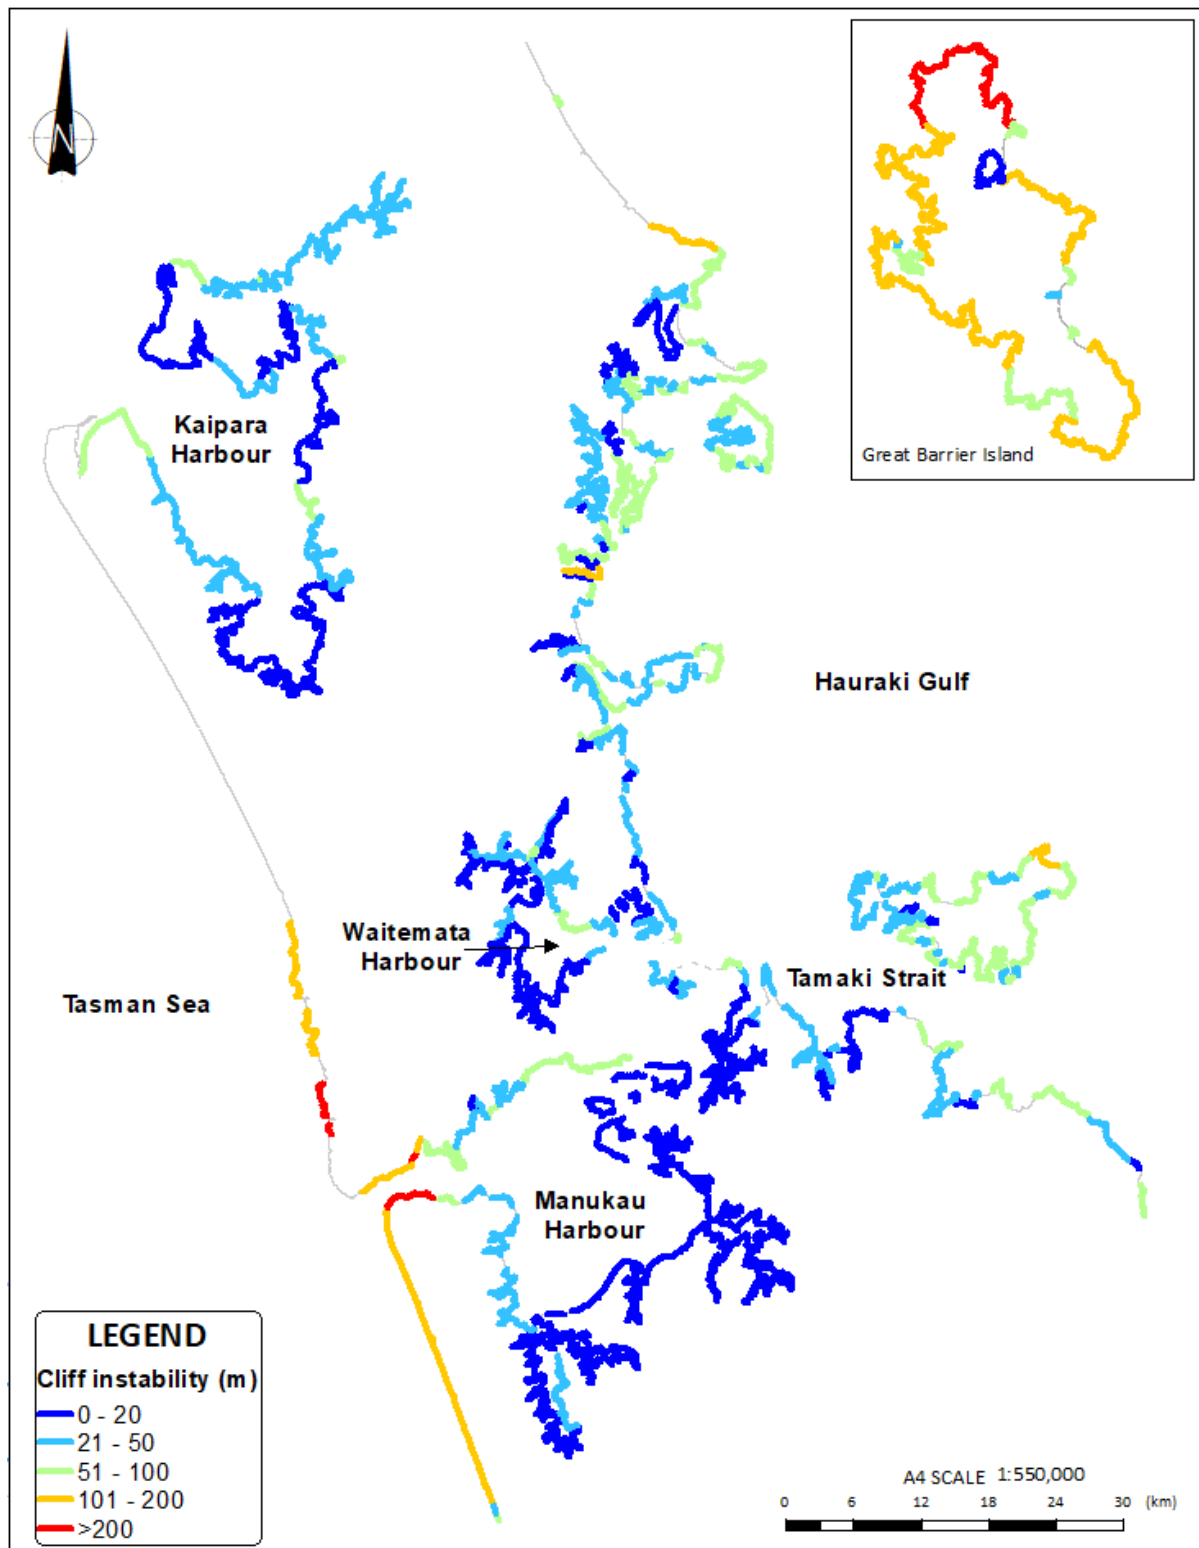 N
Great Barrier Island
Kaipara
Harbour
Hauraki Gulf
Waitemata
Harbour
Tamaki Strait
Tasman Sea
Manukau
Harbour
LEGEND
Cliff instability (m)
0 - 20
21 - 50
51 - 100
101 - 200
>200
A4 SCALE 1:550,000
0 6 12 18 24 30 (km)